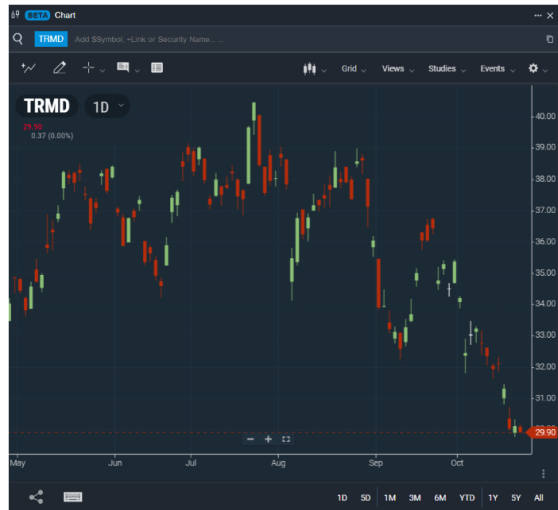 BETA Chart
TRMD Add $Symbol, +Link or Security Name... ...
Grid Views Studies Events
TRMD 1D
29.90
0.37 (0.00%)
40.00
39.00
38.00
37.00
36.00
35.00
34.00
33.00
32.00
31.00
29.90
May Jun Jul Aug Sep Oct
1D 5D 1M 3M 6M YTD 1Y 5Y All